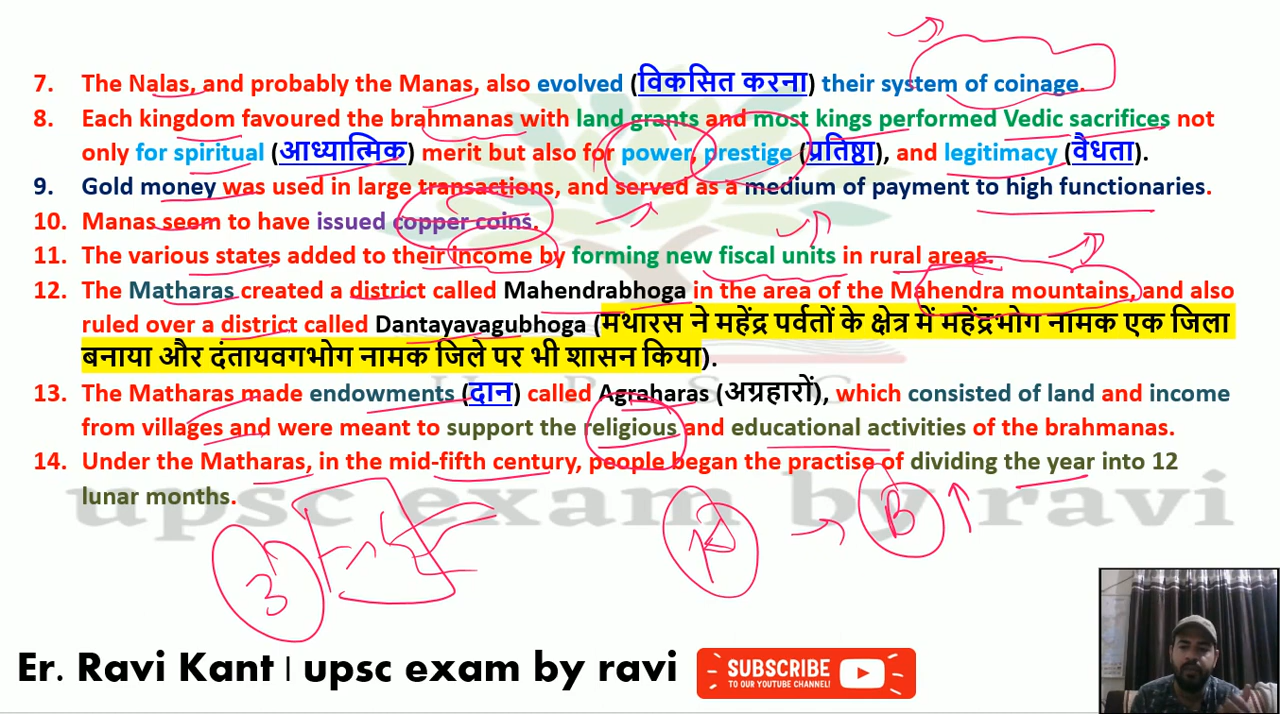 7. The Nalas, and probably the Manas, also evolved (विकसित करना) their system of coinage.
8. Each kingdom favoured the brahmanas with land grants and most kings performed Vedic sacrifices not
only for spiritual (आध्यात्मिक) merit but also for power, prestige (प्रतिष्ठा), and legitimacy (वैधता).
9. Gold money was used in large transactions, and served as a medium of payment to high functionaries.
10. Manas seem to have issued copper coins.
11. The various states added to their income by forming new fiscal units in rural areas.
12. The Matharas created a district called Mahendrabhoga in the area of the Mahendra mountains, and also
ruled over a district called Dantayavagubhoga (मथारस ने महेंद्र पर्वतों के क्षेत्र में महेंद्रभोग नामक एक जिला
बनाया और दंतायवगभोग नामक जिले पर भी शासन किया).
13. The Matharas made endowments (दान) called Agraharas (अग्रहारों), which consisted of land and income
from villages and were meant to support the religious and educational activities of the brahmanas.
14. Under the Matharas, in the mid-fifth century, people began the practise of dividing the year into 12
lunar months.
UPSC
upsc exam by ravi
3
B
Er. Ravi Kant | upsc exam by ravi
SUBSCRIBE
TO OUR YOUTUBE CHANNEL!